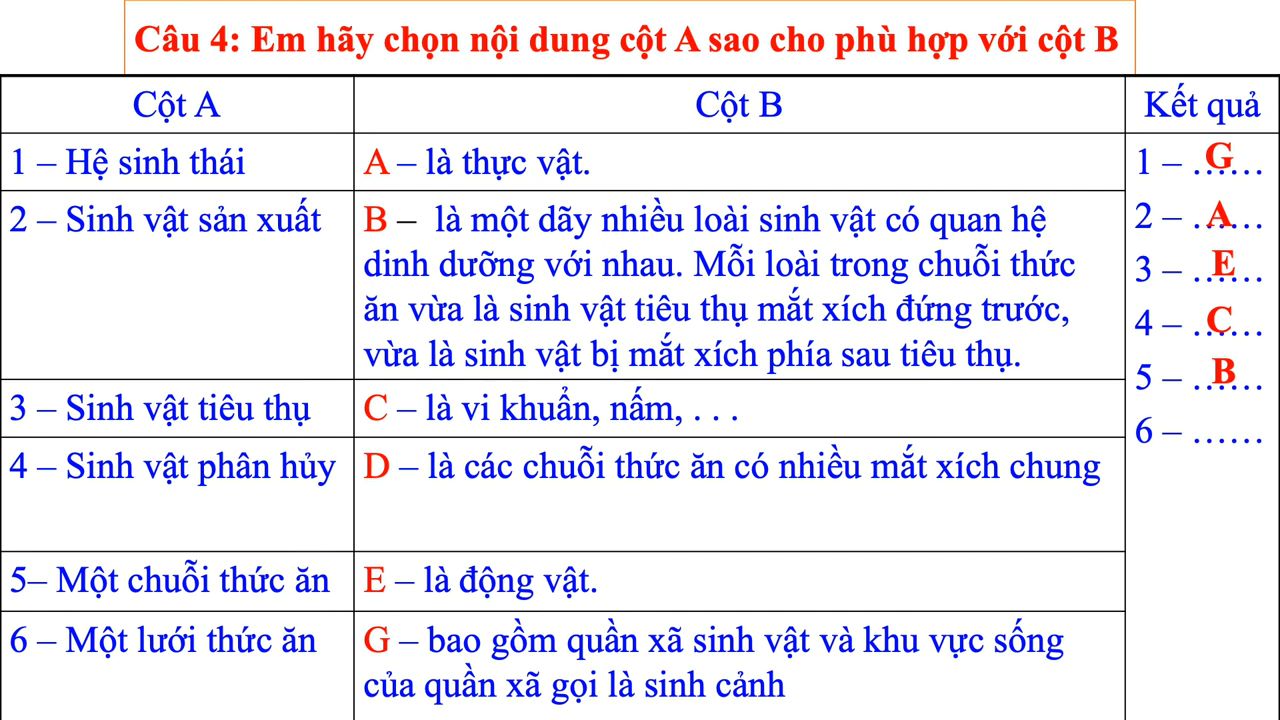 Câu 4: Em hãy chọn nội dung cột A sao cho phù hợp với cột B
Cột A
Cột B
Kết quả
1 – Hệ sinh thái
A – là thực vật.
1 – ...G...
2 – Sinh vật sản xuất
B – là một dãy nhiều loài sinh vật có quan hệ
dinh dưỡng với nhau. Mỗi loài trong chuỗi thức
ăn vừa là sinh vật tiêu thụ mắt xích đứng trước,
vừa là sinh vật bị mắt xích phía sau tiêu thụ.
2 – ...A...
3 – ...E...
4 – ...C...
5 – ...B...
6 – ......
3 – Sinh vật tiêu thụ
C – là vi khuẩn, nấm, . . .
4 – Sinh vật phân hủy
D – là các chuỗi thức ăn có nhiều mắt xích chung
5– Một chuỗi thức ăn
E – là động vật.
6 – Một lưới thức ăn
G – bao gồm quần xã sinh vật và khu vực sống
của quần xã gọi là sinh cảnh